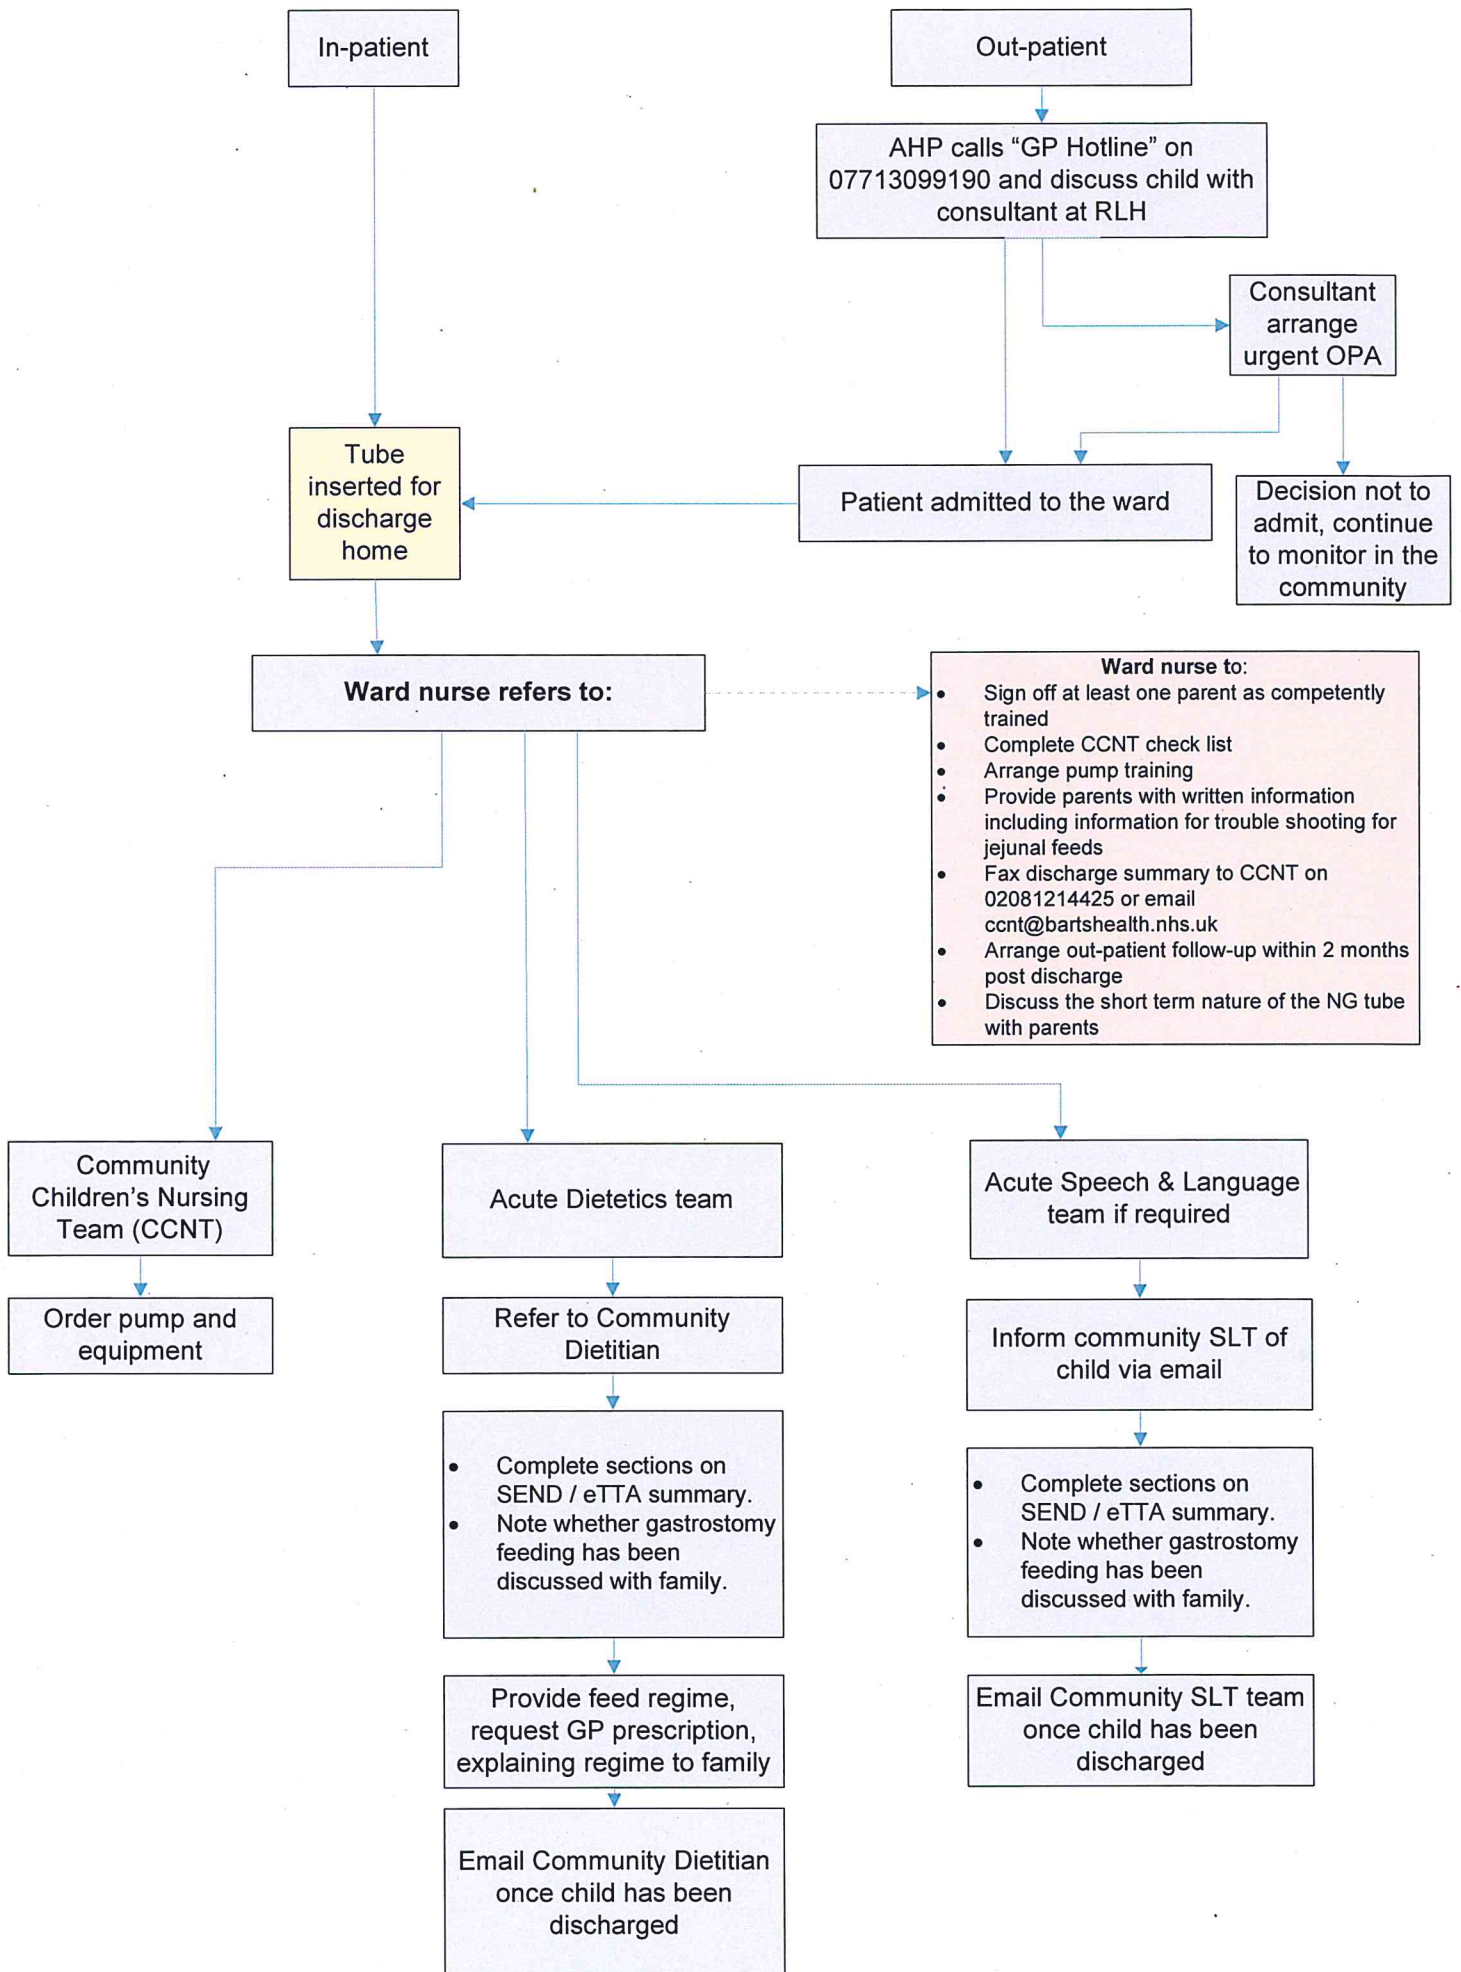 In-patient
Out-patient
AHP calls “GP Hotline” on
07713099190 and discuss child with
consultant at RLH
Consultant
arrange
urgent OPA
Tube
inserted for
discharge
home
Patient admitted to the ward
Decision not to
admit, continue
to monitor in the
community
Ward nurse refers to:
Ward nurse to:
• Sign off at least one parent as competently
trained
• Complete CCNT check list
• Arrange pump training
• Provide parents with written information
including information for trouble shooting for
jejunal feeds
• Fax discharge summary to CCNT on
02081214425 or email
ccnt@bartshealth.nhs.uk
• Arrange out-patient follow-up within 2 months
post discharge
• Discuss the short term nature of the NG tube
with parents
Community
Children’s Nursing
Team (CCNT)
Order pump and
equipment
Acute Dietetics team
Refer to Community
Dietitian
• Complete sections on
SEND / eTTA summary.
• Note whether gastrostomy
feeding has been
discussed with family.
Provide feed regime,
request GP prescription,
explaining regime to family
Email Community Dietitian
once child has been
discharged
Acute Speech & Language
team if required
Inform community SLT of
child via email
• Complete sections on
SEND / eTTA summary.
• Note whether gastrostomy
feeding has been
discussed with family.
Email Community SLT team
once child has been
discharged